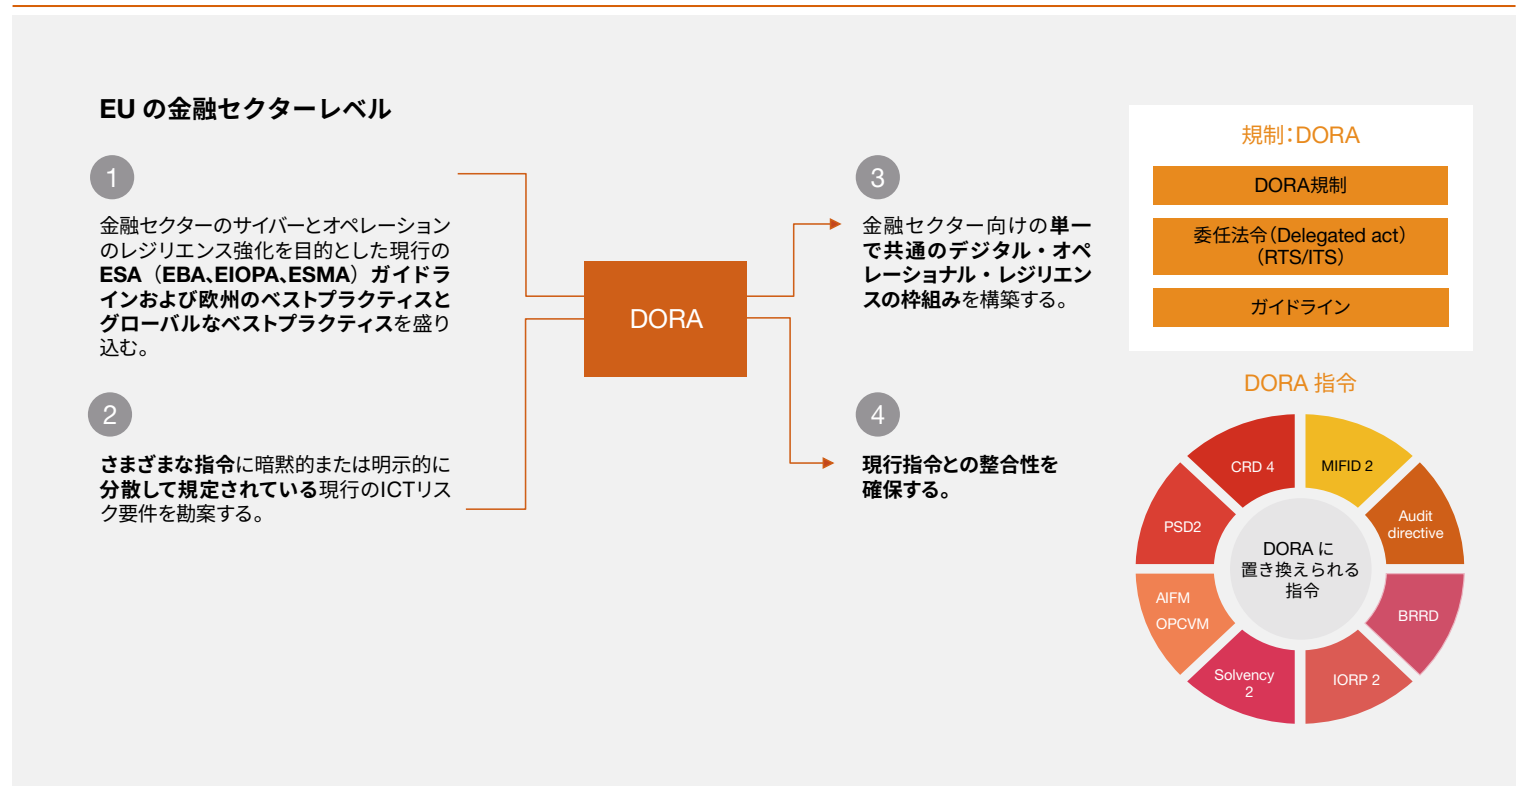 EU の金融セクターレベル
1
金融セクターのサイバーとオペレーション
のレジリエンス強化を目的とした現行の
ESA（EBA、EIOPA、ESMA）ガイドラ
インおよび欧州のベストプラクティスと
グローバルなベストプラクティスを盛り
込む。
2
さまざまな指令に暗黙的または明示的に
分散して規定されている現行のICTリス
ク要件を勘案する。
DORA
3
金融セクター向けの単一
で共通のデジタル・オペ
レーショナル・レジリエン
スの枠組みを構築する。
4
現行指令との整合性を
確保する。
規制：DORA
DORA規制
委任法令（Delegated act）
（RTS/ITS）
ガイドライン
DORA 指令
CRD 4
MIFID 2
Audit
directive
BRRD
IORP 2
Solvency
2
AIFM
OPCVM
PSD2
DORA に
置き換えられる
指令